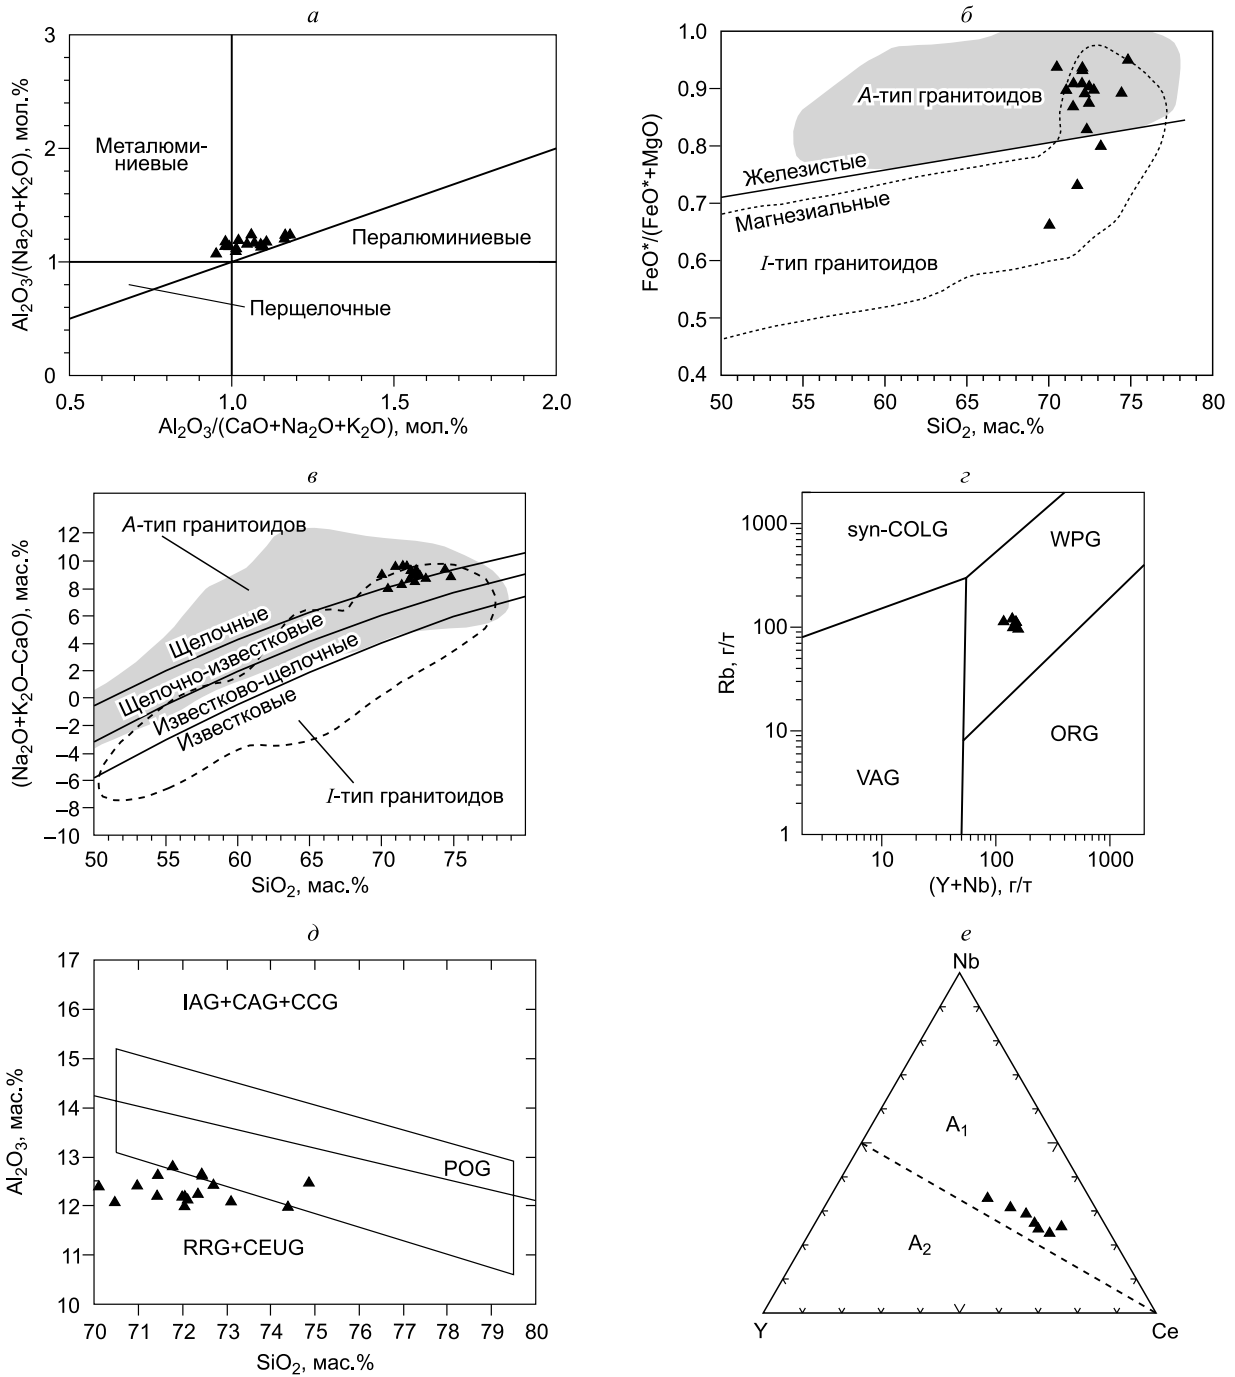 а
3
2
1
0
0.5
1.0
1.5
2.0
Al₂O₃/(Na₂O+K₂O), мол.%
Al₂O₃/(CaO+Na₂O+K₂O), мол.%
Металюми-
ниевые
Пералюминиевые
Перщелочные
б
1.0
0.9
0.8
0.7
0.6
0.5
0.4
50
55
60
65
70
75
80
FeO*/(FeO*+MgO)
SiO₂, мас.%
А-тип гранитоидов
Железистые
Магнезиальные
I-тип гранитоидов
в
12
10
8
6
4
2
0
–2
–4
–6
–8
–10
50
55
60
65
70
75
(Na₂O+K₂O–CaO), мас.%
SiO₂, мас.%
А-тип гранитоидов
Щелочные
Щелочно-известковые
Известково-щелочные
Известковые
I-тип гранитоидов
г
1000
100
10
1
10
100
1000
Rb, г/т
(Y+Nb), г/т
syn-COLG
WPG
VAG
ORG
д
17
16
15
14
13
12
11
10
70
71
72
73
74
75
76
77
78
79
80
Al₂O₃, мас.%
SiO₂, мас.%
IAG+CAG+CCG
POG
RRG+CEUG
е
Nb
A₁
A₂
Y
Ce